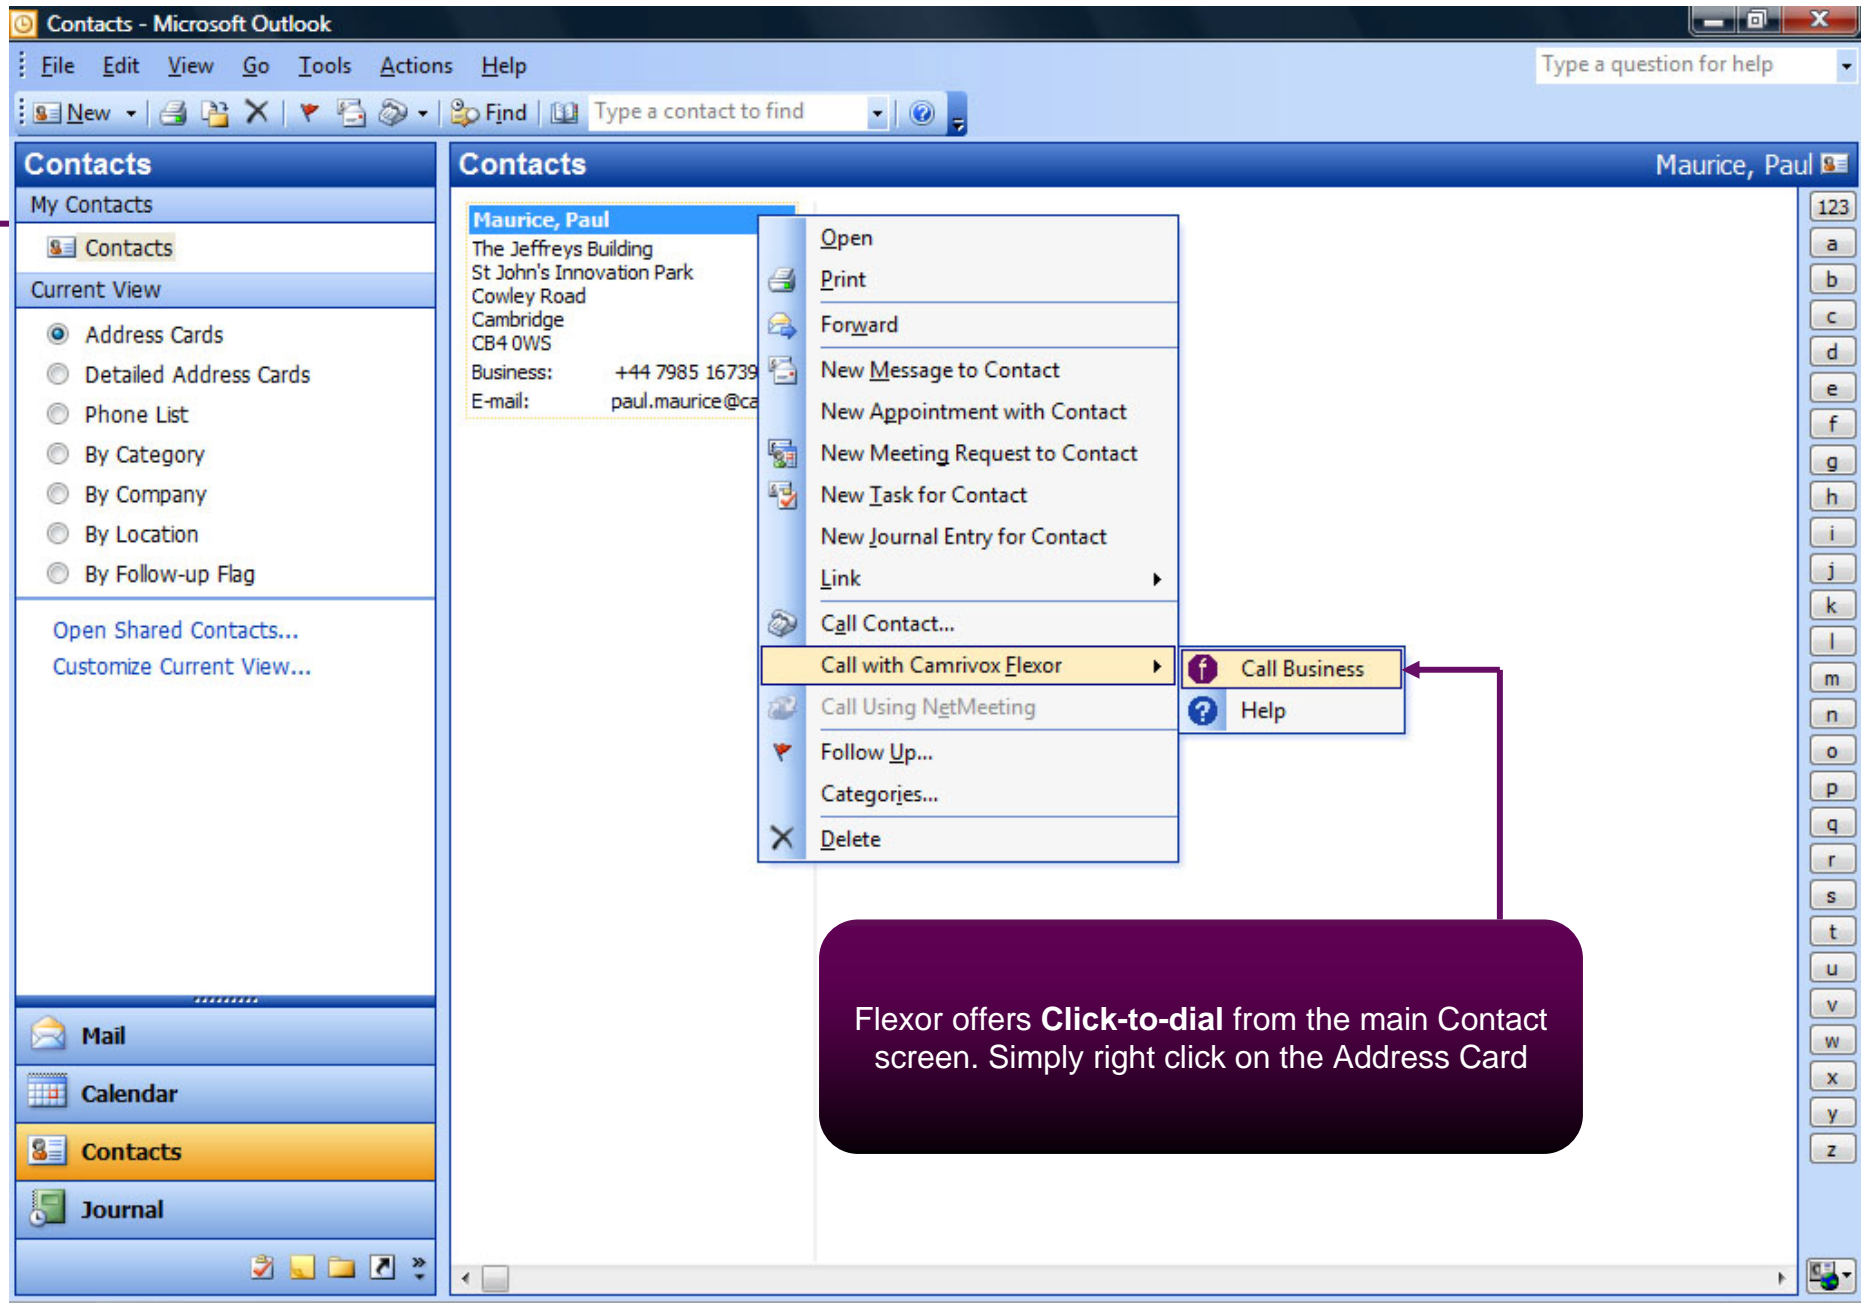 Contacts - Microsoft Outlook
File Edit View Go Tools Actions Help
Type a question for help
New
Find
Type a contact to find
Contacts
My Contacts
Contacts
Current View
Address Cards
Detailed Address Cards
Phone List
By Category
By Company
By Location
By Follow-up Flag
Open Shared Contacts...
Customize Current View...
Mail
Calendar
Contacts
Journal
Contacts
Maurice, Paul
Maurice, Paul
The Jeffreys Building
St John's Innovation Park
Cowley Road
Cambridge
CB4 0WS
Business: +44 7985 16739
E-mail: paul.maurice@ca
Open
Print
Forward
New Message to Contact
New Appointment with Contact
New Meeting Request to Contact
New Task for Contact
New Journal Entry for Contact
Link
Call Contact...
Call with Camrivox Flexor
Call Using NetMeeting
Follow Up...
Categories...
Delete
Call Business
Help
Flexor offers Click-to-dial from the main Contact
screen. Simply right click on the Address Card
123
a
b
c
d
e
f
g
h
i
j
k
l
m
n
o
p
q
r
s
t
u
v
w
x
y
z